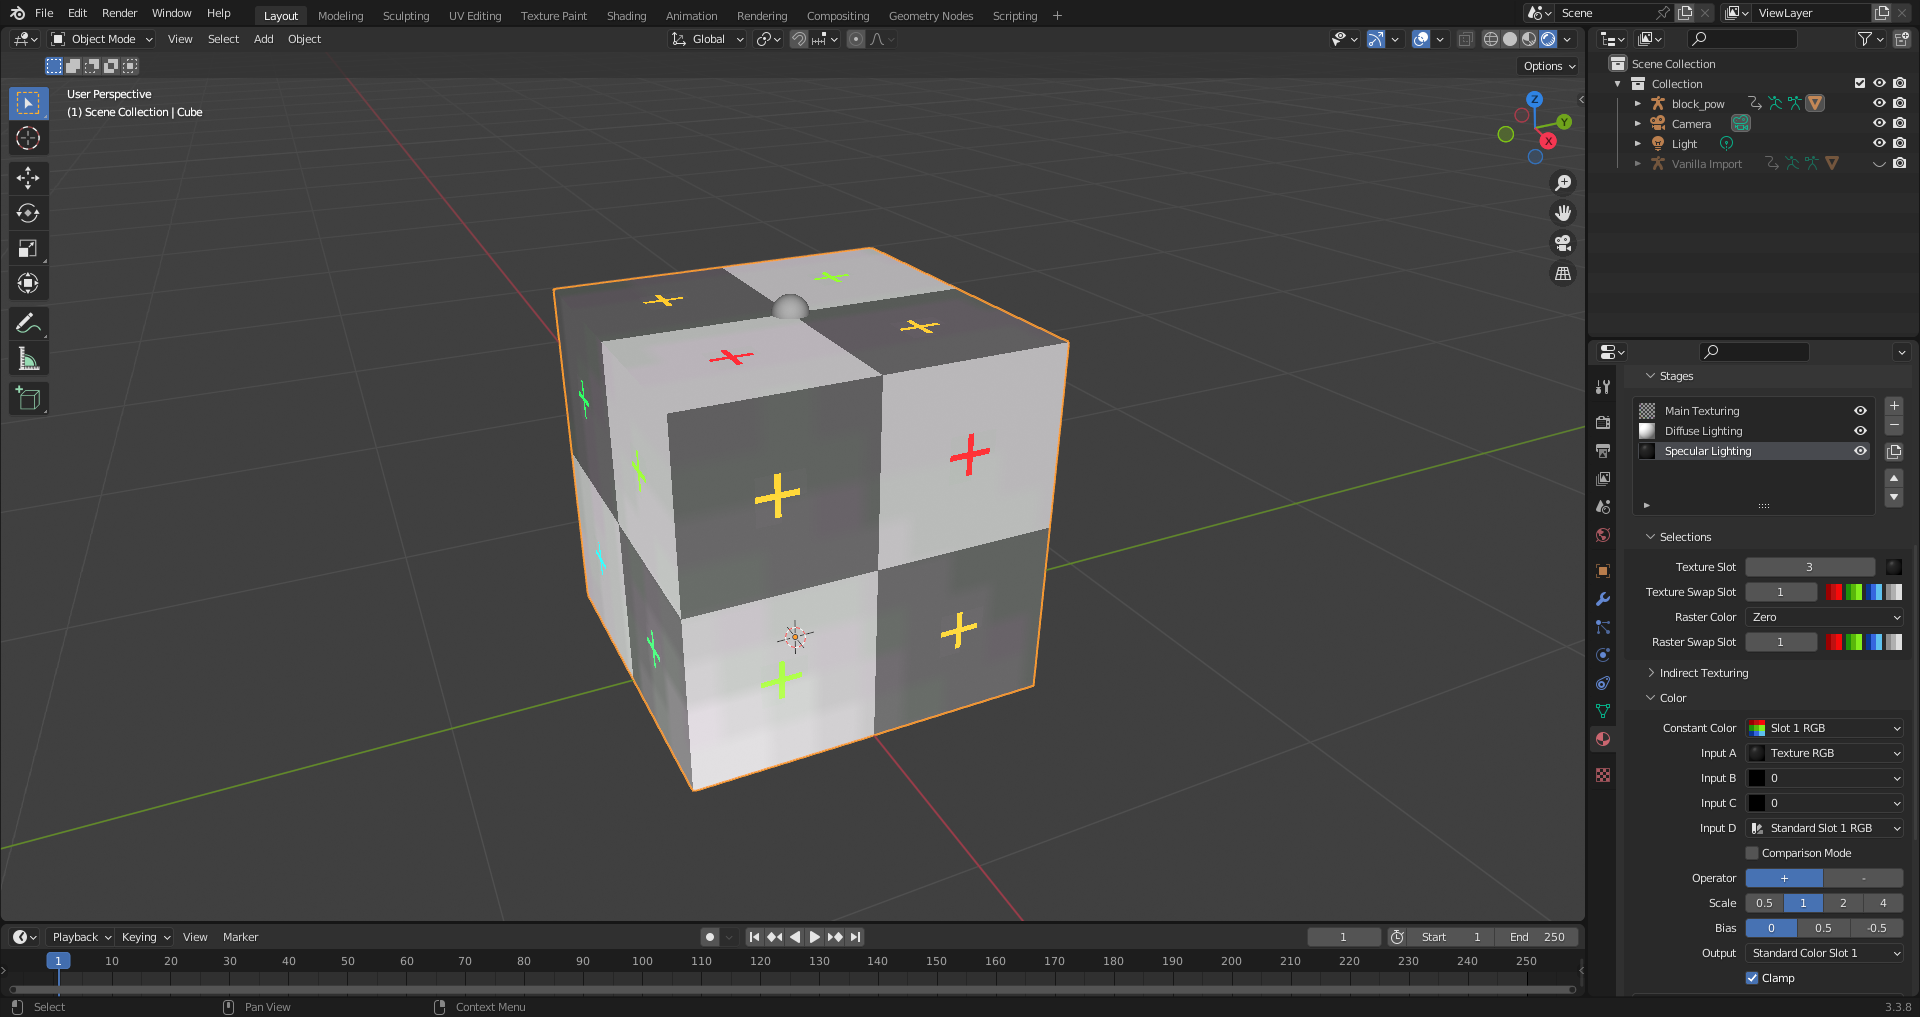 File Edit Render Window Help Layout Modeling Sculpting UV Editing Texture Paint Shading Animation Rendering Compositing Geometry Nodes Scripting + Scene ViewLayer
Object Mode View Select Add Object Global
Options
User Perspective
(1) Scene Collection | Cube
Z
Y
X
Scene Collection
Collection
block_pow
Camera
Light
Vanilla Import
Stages
Main Texturing
Diffuse Lighting
Specular Lighting
Selections
Texture Slot 3
Texture Swap Slot 1
Raster Color Zero
Raster Swap Slot 1
Indirect Texturing
Color
Constant Color Slot 1 RGB
Input A Texture RGB
Input B 0
Input C 0
Input D Standard Slot 1 RGB
Comparison Mode
Operator + -
Scale 0.5 1 2 4
Bias 0 0.5 -0.5
Output Standard Color Slot 1
Clamp
Playback Keying View Marker 1 Start 1 End 250
1 10 20 30 40 50 60 70 80 90 100 110 120 130 140 150 160 170 180 190 200 210 220 230 240 250
Select Pan View Context Menu 3.3.8